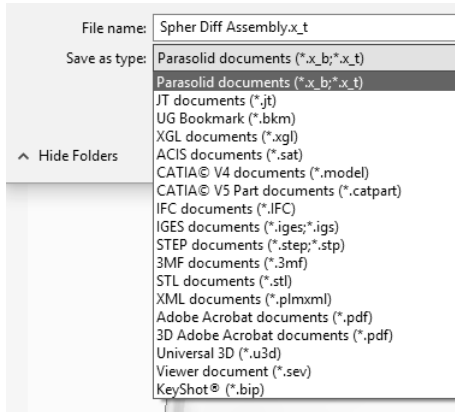 File name: Spher Diff Assembly.x_t
Save as type: Parasolid documents (*.x_b;*.x_t)
Parasolid documents (*.x_b;*.x_t)
JT documents (*.jt)
UG Bookmark (*.bkm)
XGL documents (*.xgl)
Hide Folders
ACIS documents (*.sat)
CATIA© V4 documents (*.model)
CATIA© V5 Part documents (*.catpart)
IFC documents (*.IFC)
IGES documents (*.iges;*.igs)
STEP documents (*.step;*.stp)
3MF documents (*.3mf)
STL documents (*.stl)
XML documents (*.plmxml)
Adobe Acrobat documents (*.pdf)
3D Adobe Acrobat documents (*.pdf)
Universal 3D (*.u3d)
Viewer document (*.sev)
KeyShot® (*.bip)